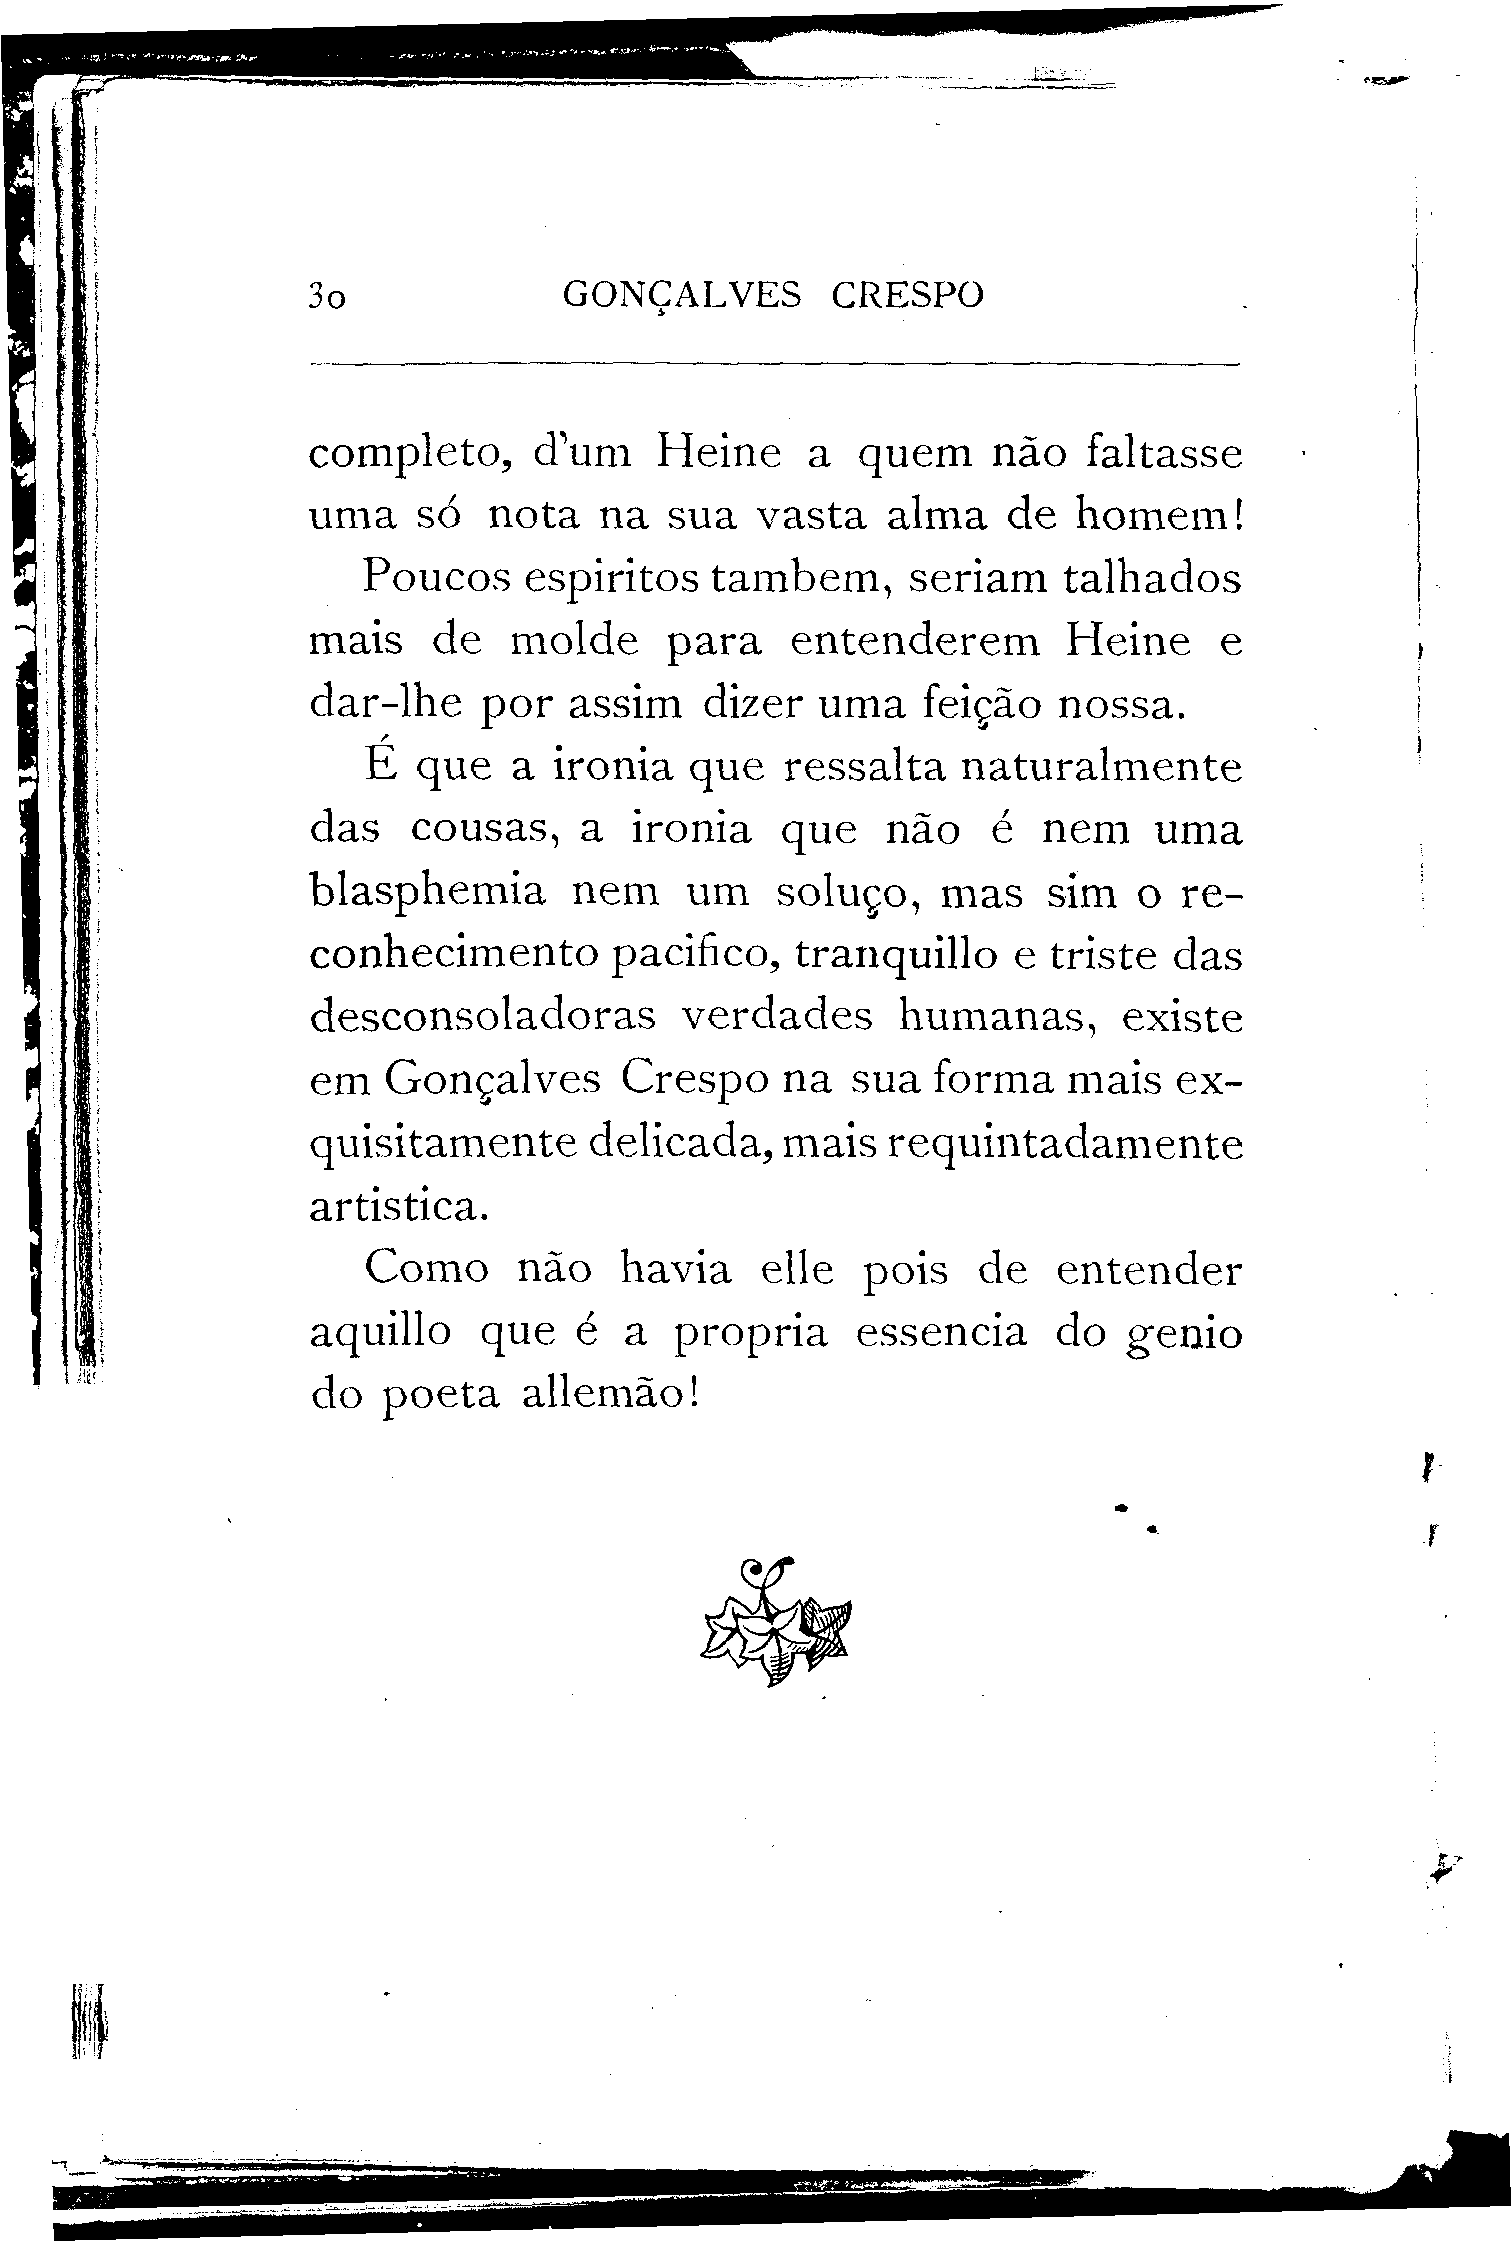 30 GONÇALVES CRESPO
completo, d'um Heine a quem não faltasse
uma só nota na sua vasta alma de homem!
Poucos espiritos tambem, seriam talhados
mais de molde para entenderem Heine e
dar-lhe por assim dizer uma feição nossa.
É que a ironia que ressalta naturalmente
das cousas, a ironia que não é nem uma
blasphemia nem um soluço, mas sim o re-
conhecimento pacifico, tranquillo e triste das
desconsoladoras verdades humanas, existe
em Gonçalves Crespo na sua forma mais ex-
quisitamente delicada, mais requintadamente
artistica.
Como não havia elle pois de entender
aquillo que é a propria essencia do genio
do poeta allemão!